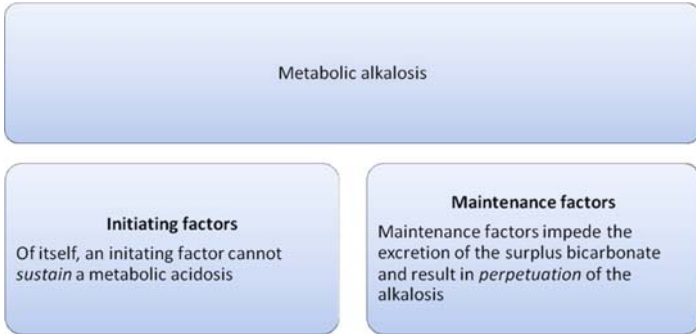 Metabolic alkalosis
Initiating factors
Of itself, an initating factor cannot
sustain a metabolic acidosis
Maintenance factors
Maintenance factors impede the
excretion of the surplus bicarbonate
and result in perpetuation of the
alkalosis